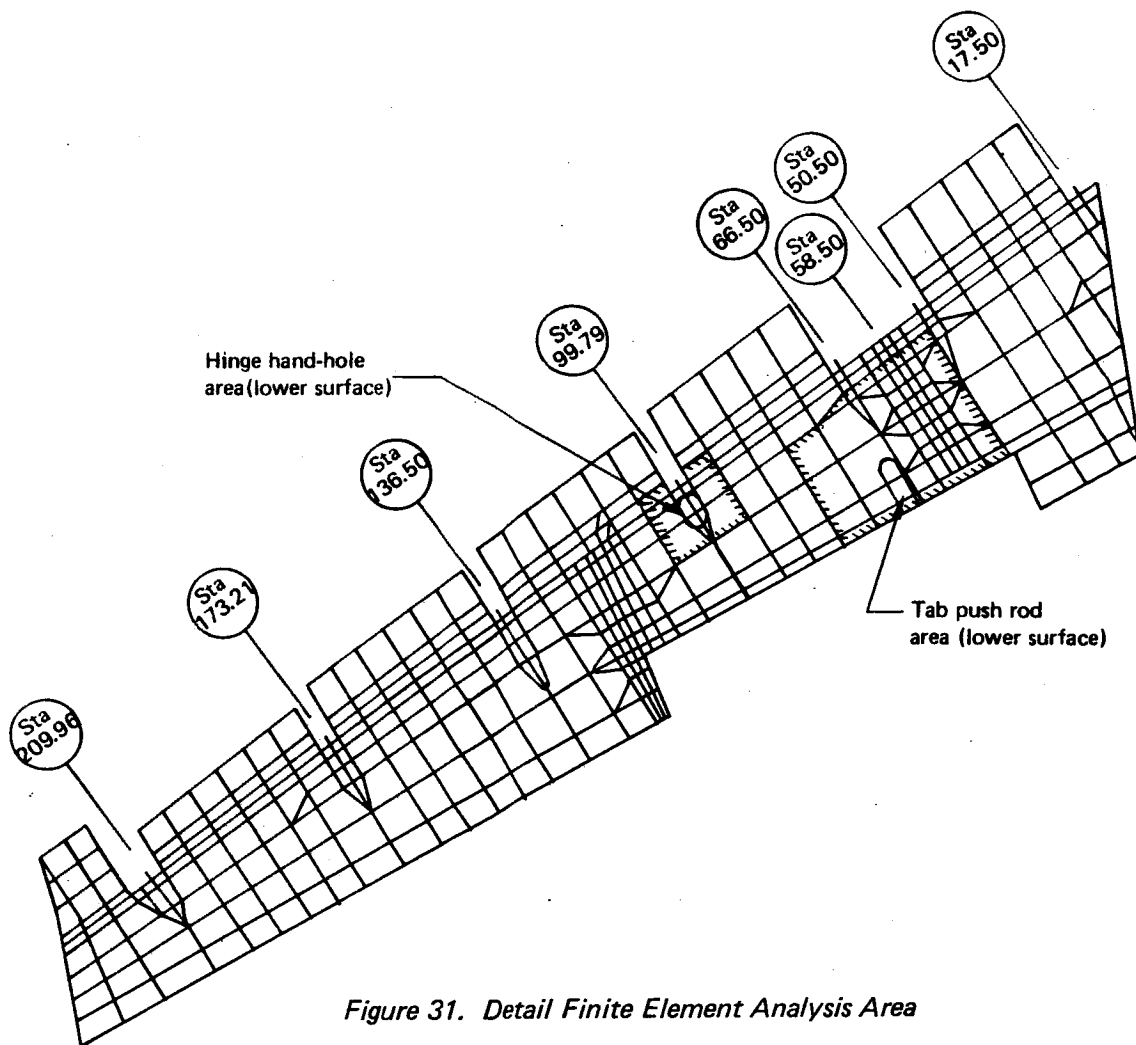 Sta
17.50
Sta
50.50
Sta
66.50
Sta
58.50
Sta
99.79
Hinge hand-hole
area (lower surface)
Sta
136.50
Sta
173.21
Tab push rod
area (lower surface)
Sta
209.96
Figure 31. Detail Finite Element Analysis Area